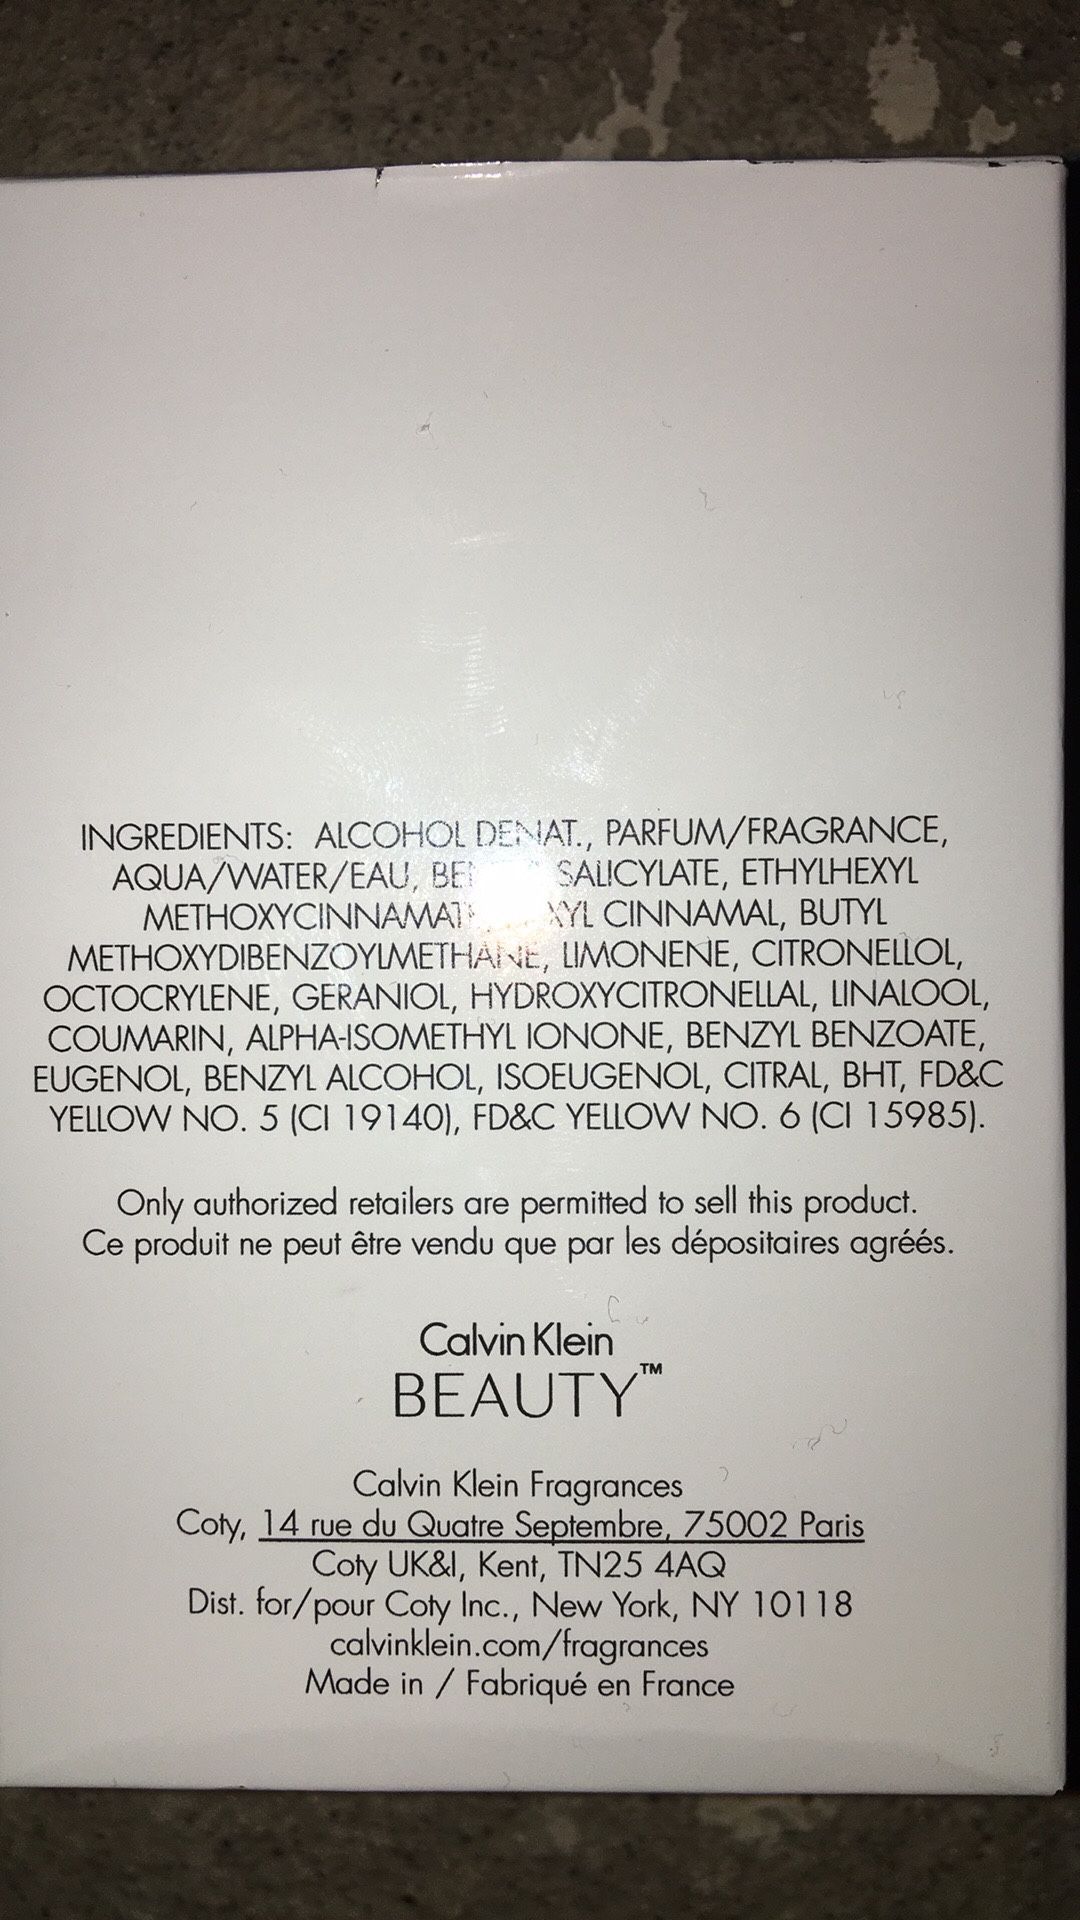 INGREDIENTS: ALCOHOL DENAT., PARFUM/FRAGRANCE,
AQUA/WATER/EAU, SALICYLATE, ETHYLHEXYL
CINNAMAL, BUTYL
METHOXYDIBENZOYLMETHANE, LIMONENE, CITRONELLOL,
OCTOCRYLENE, GERANIOL, HYDROXYCITRONELLAL, LINALOOL,
COUMARIN, ALPHA-ISOMETHYL IONONE, BENZYL BENZOATE,
EUGENOL, BENZYL ALCOHOL, ISOEUGENOL, CITRAL, BHT, FD&C
YELLOW NO. 5 (CI 19140), FD&C YELLOW NO. 6 (CI 15985).
Only authorized retailers are permitted to sell this product.
Ce produit ne peut être vendu que par les dépositaires agréés.
Calvin Klein
BEAUTY™
Calvin Klein Fragrances
Coty, 14 rue du Quatre Septembre, 75002 Paris
Coty UK&I, Kent, TN25 4AQ
Dist. for/pour Coty Inc., New York, NY 10118
calvinklein.com/fragrances
Made in / Fabriqué en France